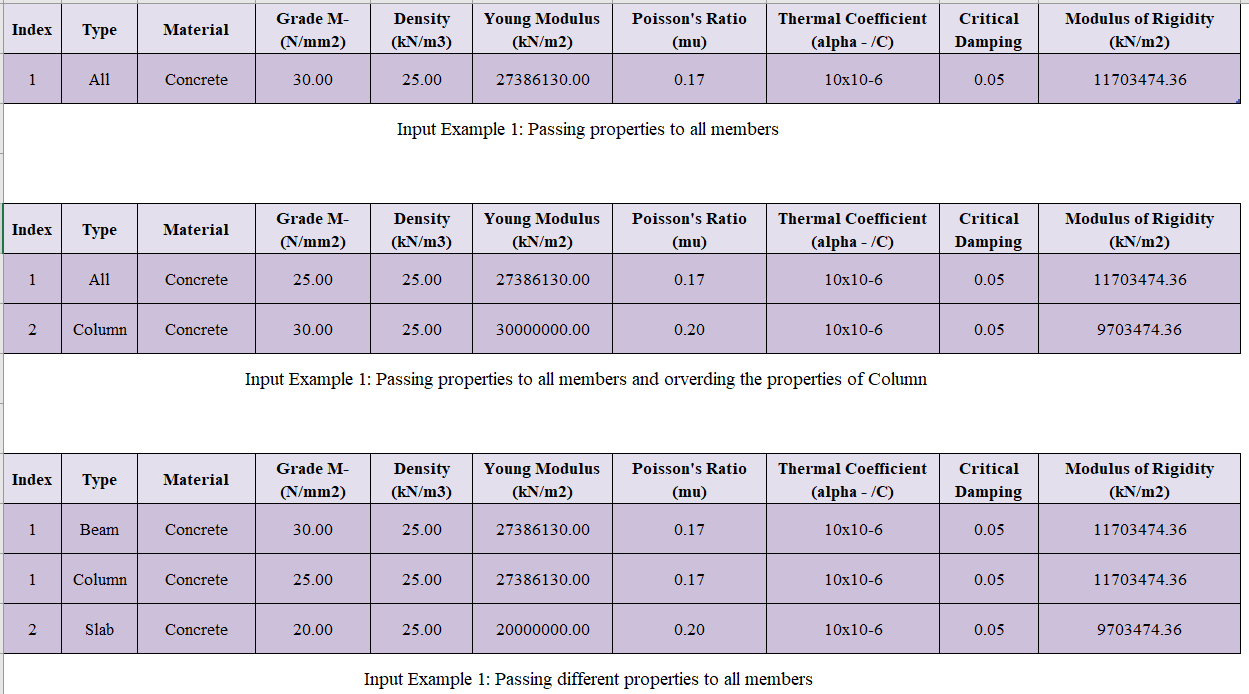 Index Type Material Grade M- (N/mm2) Density (kN/m3) Young Modulus (kN/m2) Poisson's Ratio (mu) Thermal Coefficient (alpha - /C) Critical Damping Modulus of Rigidity (kN/m2)
1 All Concrete 30.00 25.00 27386130.00 0.17 10x10-6 0.05 11703474.36
Input Example 1: Passing properties to all members
Index Type Material Grade M- (N/mm2) Density (kN/m3) Young Modulus (kN/m2) Poisson's Ratio (mu) Thermal Coefficient (alpha - /C) Critical Damping Modulus of Rigidity (kN/m2)
1 All Concrete 25.00 25.00 27386130.00 0.17 10x10-6 0.05 11703474.36
2 Column Concrete 30.00 25.00 30000000.00 0.20 10x10-6 0.05 9703474.36
Input Example 1: Passing properties to all members and orverding the properties of Column
Index Type Material Grade M- (N/mm2) Density (kN/m3) Young Modulus (kN/m2) Poisson's Ratio (mu) Thermal Coefficient (alpha - /C) Critical Damping Modulus of Rigidity (kN/m2)
1 Beam Concrete 30.00 25.00 27386130.00 0.17 10x10-6 0.05 11703474.36
1 Column Concrete 25.00 25.00 27386130.00 0.17 10x10-6 0.05 11703474.36
2 Slab Concrete 20.00 25.00 20000000.00 0.20 10x10-6 0.05 9703474.36
Input Example 1: Passing different properties to all members